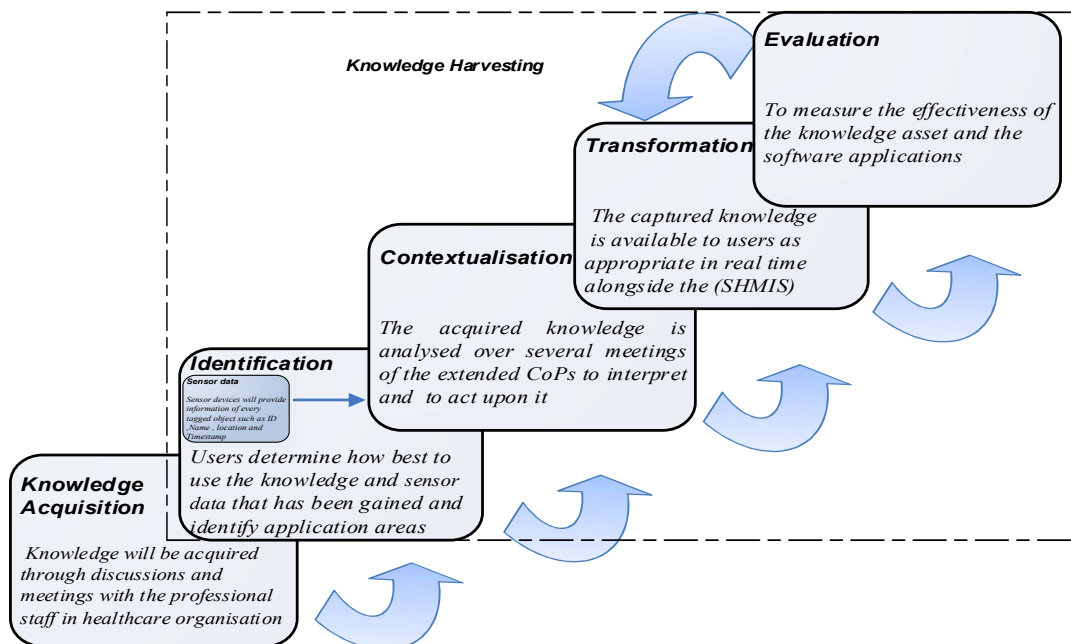 Knowledge Harvesting
Evaluation
To measure the effectiveness of
the knowledge asset and the
software applications
Transformation
The captured knowledge
is available to users as
appropriate in real time
alongside the (SHMIS)
Contextualisation
The acquired knowledge is
analysed over several meetings
of the extended CoPs to interpret
and to act upon it
Identification
Sensor data
Sensor devices will provide
information of every
tagged object such as ID
,Name , location and
Timestamp
Users determine how best to
use the knowledge and sensor
data that has been gained and
identify application areas
Knowledge
Acquisition
Knowledge will be acquired
through discussions and
meetings with the professional
staff in healthcare organisation